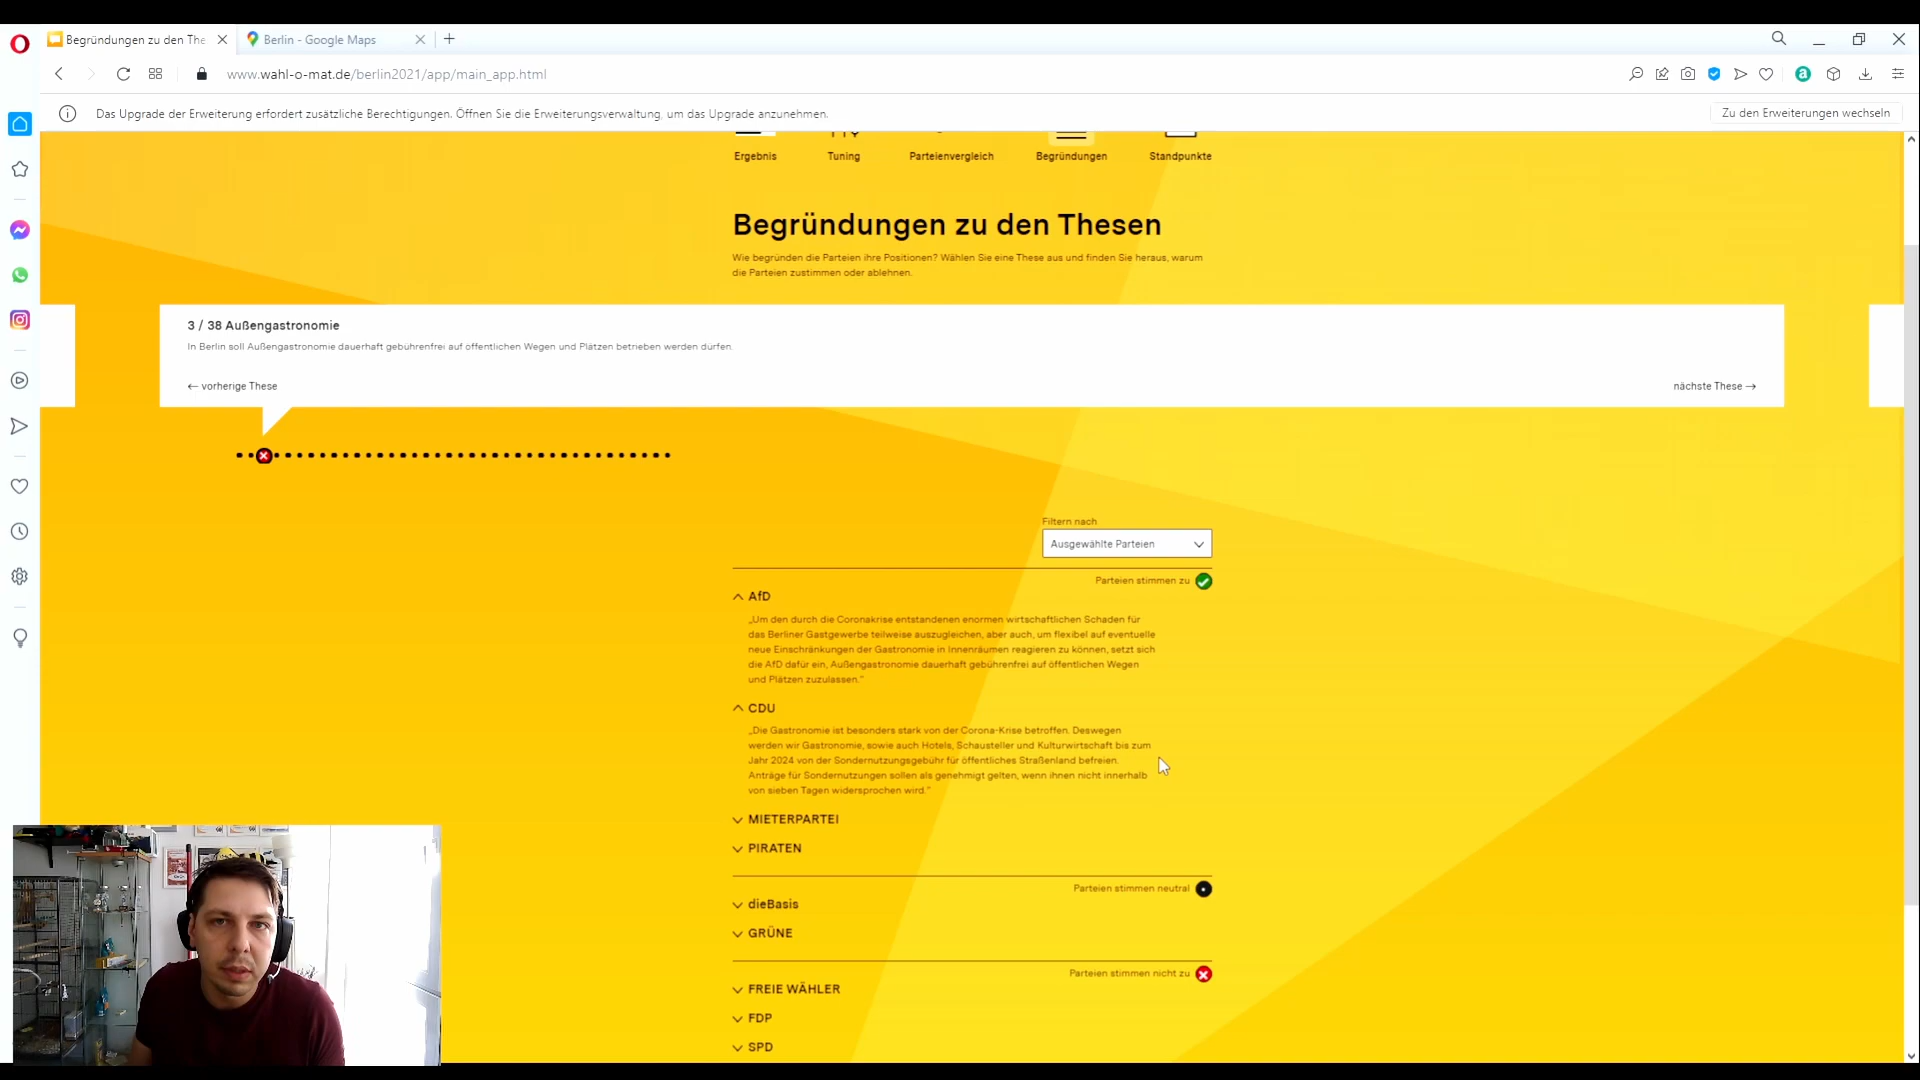 Begründungen zu den The
Berlin - Google Maps
www.wahl-o-mat.de/berlin2021/app/main_app.html
Das Upgrade der Erweiterung erfordert zusätzliche Berechtigungen. Öffnen Sie die Erweiterungsverwaltung, um das Upgrade anzunehmen.
Zu den Erweiterungen wechseln
Ergebnis
Tuning
Parteienvergleich
Begründungen
Standpunkte
Begründungen zu den Thesen
Wie begründen die Parteien ihre Positionen? Wählen Sie eine These aus und finden Sie heraus, warum
die Parteien zustimmen oder ablehnen.
3 / 38 Außengastronomie
In Berlin soll Außengastronomie dauerhaft gebührenfrei auf öffentlichen Wegen und Plätzen betrieben werden dürfen.
← vorherige These
nächste These →
Filtern nach
Ausgewählte Parteien
Parteien stimmen zu
AfD
„Um den durch die Coronakrise entstandenen enormen wirtschaftlichen Schaden für
das Berliner Gastgewerbe teilweise auszugleichen, aber auch, um flexibel auf eventuelle
neue Einschränkungen der Gastronomie in Innenräumen reagieren zu können, setzt sich
die AfD dafür ein, Außengastronomie dauerhaft gebührenfrei auf öffentlichen Wegen
und Plätzen zuzulassen."
CDU
„Die Gastronomie ist besonders stark von der Corona-Krise betroffen. Deswegen
werden wir Gastronomie, sowie auch Hotels, Schausteller und Kulturwirtschaft bis zum
Jahr 2024 von der Sondernutzungsgebühr für öffentliches Straßenland befreien.
Anträge für Sondernutzungen sollen als genehmigt gelten, wenn ihnen nicht innerhalb
von sieben Tagen widersprochen wird."
MIETERPARTEI
PIRATEN
Parteien stimmen neutral
dieBasis
GRÜNE
Parteien stimmen nicht zu
FREIE WÄHLER
FDP
SPD